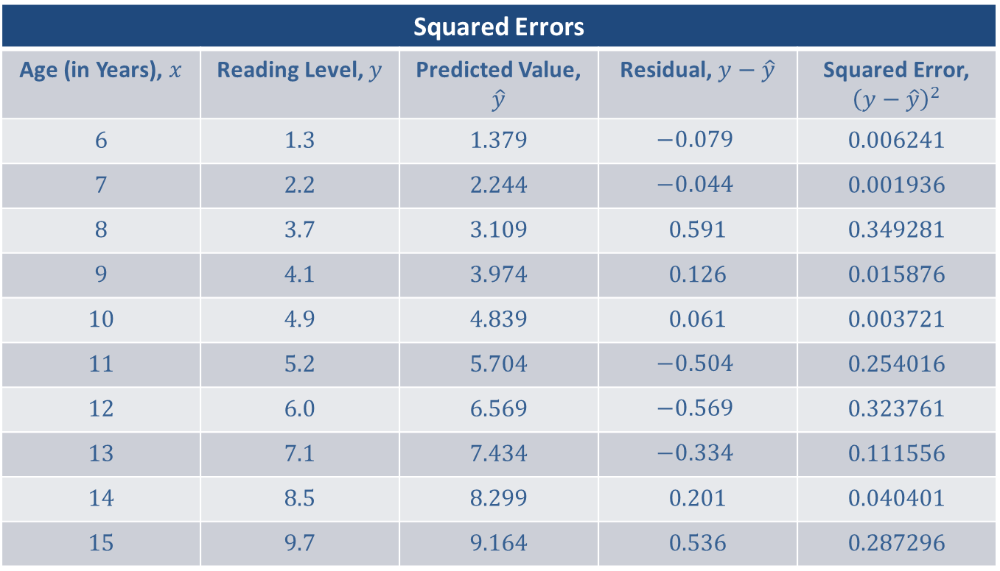 Squared Errors
Age (in Years), x Reading Level, y Predicted Value, ŷ Residual, y − ŷ Squared Error, (y − ŷ)²
6 1.3 1.379 −0.079 0.006241
7 2.2 2.244 −0.044 0.001936
8 3.7 3.109 0.591 0.349281
9 4.1 3.974 0.126 0.015876
10 4.9 4.839 0.061 0.003721
11 5.2 5.704 −0.504 0.254016
12 6.0 6.569 −0.569 0.323761
13 7.1 7.434 −0.334 0.111556
14 8.5 8.299 0.201 0.040401
15 9.7 9.164 0.536 0.287296